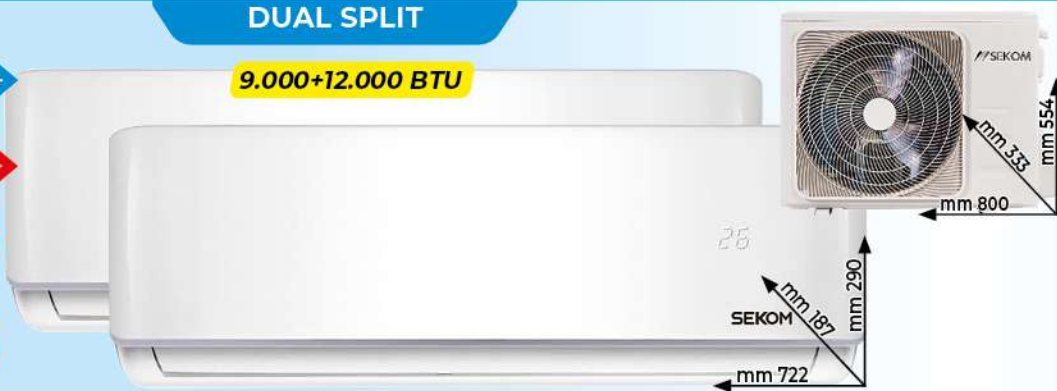 DUAL SPLIT
9.000+12.000 BTU
SEKOM
mm 554
mm 333
mm 800
26
SEKOM
mm 290
mm 187
mm 722